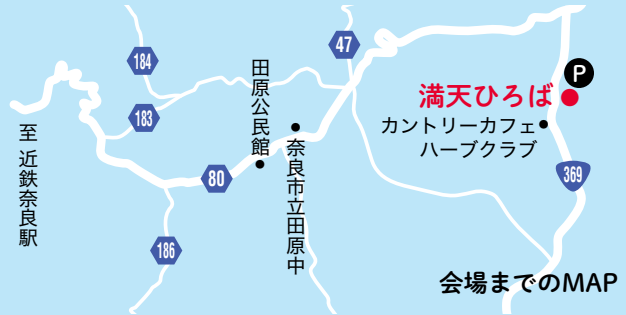 184
47
P
183
田原公民館
満天ひろば
カントリーカフェ
ハーブクラブ
至 近鉄奈良駅
奈良市立田原中
80
369
186
会場までのMAP